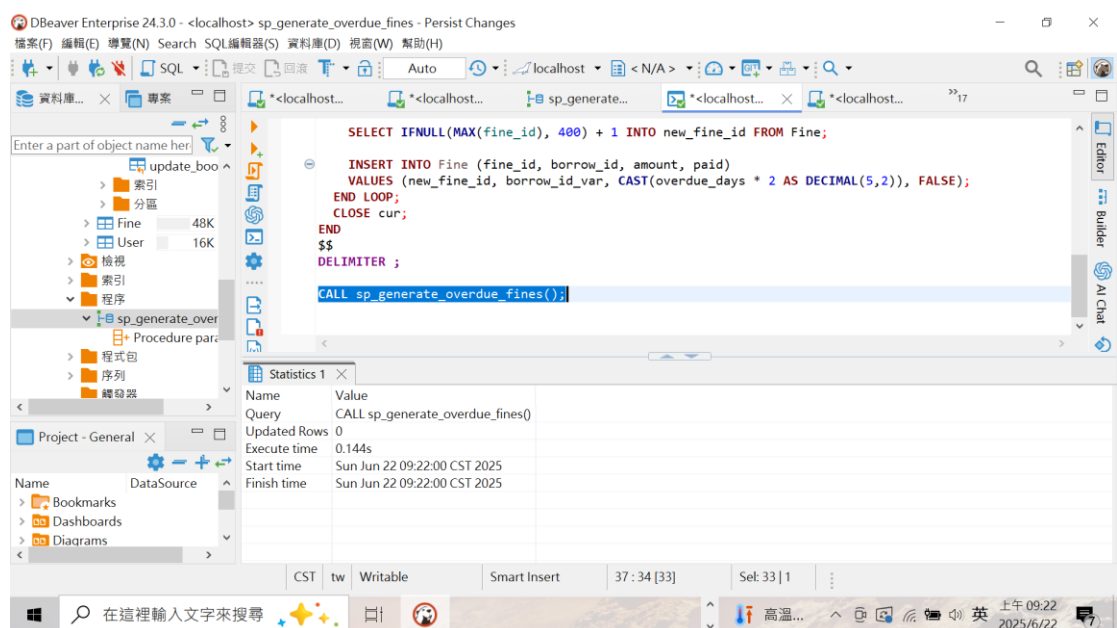 DBeaver Enterprise 24.3.0 - <localhost> sp_generate_overdue_fines - Persist Changes
檔案(F) 編輯(E) 導覽(N) Search SQL編輯器(S) 資料庫(D) 視窗(W) 幫助(H)
SQL 提交 回滾 Auto localhost < N/A >
資料庫... 專案 *<localhost... *<localhost... sp_generate... *<localhost... *<localhost... »17
Enter a part of object name her
update_boo
索引
分區
Fine 48K
User 16K
檢視
索引
程序
sp_generate_over
Procedure para
程式包
序列
觸發器
SELECT IFNULL(MAX(fine_id), 400) + 1 INTO new_fine_id FROM Fine;
INSERT INTO Fine (fine_id, borrow_id, amount, paid)
VALUES (new_fine_id, borrow_id_var, CAST(overdue_days * 2 AS DECIMAL(5,2)), FALSE);
END LOOP;
CLOSE cur;
END
$$
DELIMITER ;
CALL sp_generate_overdue_fines();
Editor
Builder
AI Chat
Statistics 1
Name Value
Query CALL sp_generate_overdue_fines()
Updated Rows 0
Execute time 0.144s
Start time Sun Jun 22 09:22:00 CST 2025
Finish time Sun Jun 22 09:22:00 CST 2025
Project - General
Name DataSource
Bookmarks
Dashboards
Diagrams
CST tw Writable Smart Insert 37 : 34 [33] Sel: 33 | 1
在這裡輸入文字來搜尋 高溫... 英 上午 09:22
2025/6/22 7